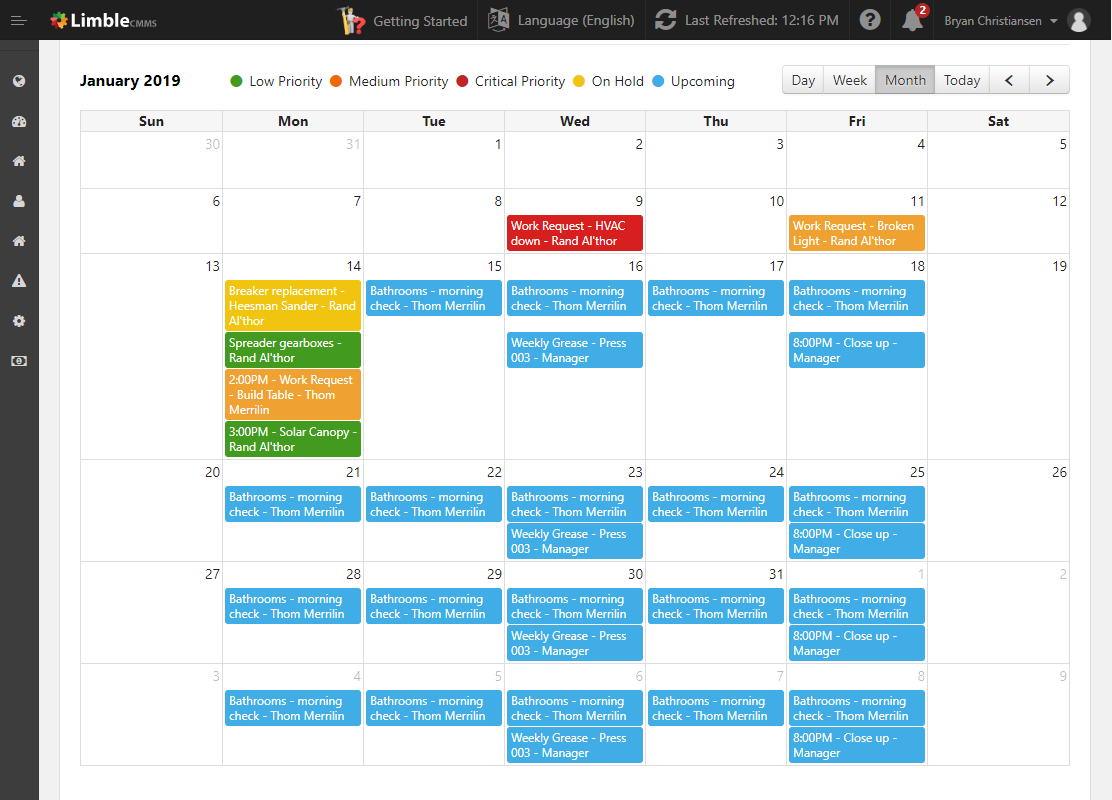 Limble CMMS Getting Started Language (English) Last Refreshed: 12:16 PM ? 2 Bryan Christiansen
January 2019 Low Priority Medium Priority Critical Priority On Hold Upcoming Day Week Month Today < >
Sun Mon Tue Wed Thu Fri Sat
30 31 1 2 3 4 5
6 7 8 9 10 11 12
Work Request - HVAC
down - Rand Al'thor
Work Request - Broken
Light - Rand Al'thor
13 14 15 16 17 18 19
Breaker replacement -
Heesman Sander - Rand
Al'thor
Spreader gearboxes -
Rand Al'thor
2:00PM - Work Request
- Build Table - Thom
Merrilin
3:00PM - Solar Canopy -
Rand Al'thor
Bathrooms - morning
check - Thom Merrilin
Bathrooms - morning
check - Thom Merrilin
Weekly Grease - Press
003 - Manager
Bathrooms - morning
check - Thom Merrilin
Bathrooms - morning
check - Thom Merrilin
8:00PM - Close up -
Manager
20 21 22 23 24 25 26
Bathrooms - morning
check - Thom Merrilin
Bathrooms - morning
check - Thom Merrilin
Bathrooms - morning
check - Thom Merrilin
Weekly Grease - Press
003 - Manager
Bathrooms - morning
check - Thom Merrilin
Bathrooms - morning
check - Thom Merrilin
8:00PM - Close up -
Manager
27 28 29 30 31 1 2
Bathrooms - morning
check - Thom Merrilin
Bathrooms - morning
check - Thom Merrilin
Bathrooms - morning
check - Thom Merrilin
Weekly Grease - Press
003 - Manager
Bathrooms - morning
check - Thom Merrilin
Bathrooms - morning
check - Thom Merrilin
8:00PM - Close up -
Manager
3 4 5 6 7 8 9
Bathrooms - morning
check - Thom Merrilin
Bathrooms - morning
check - Thom Merrilin
Bathrooms - morning
check - Thom Merrilin
Weekly Grease - Press
003 - Manager
Bathrooms - morning
check - Thom Merrilin
Bathrooms - morning
check - Thom Merrilin
8:00PM - Close up -
Manager